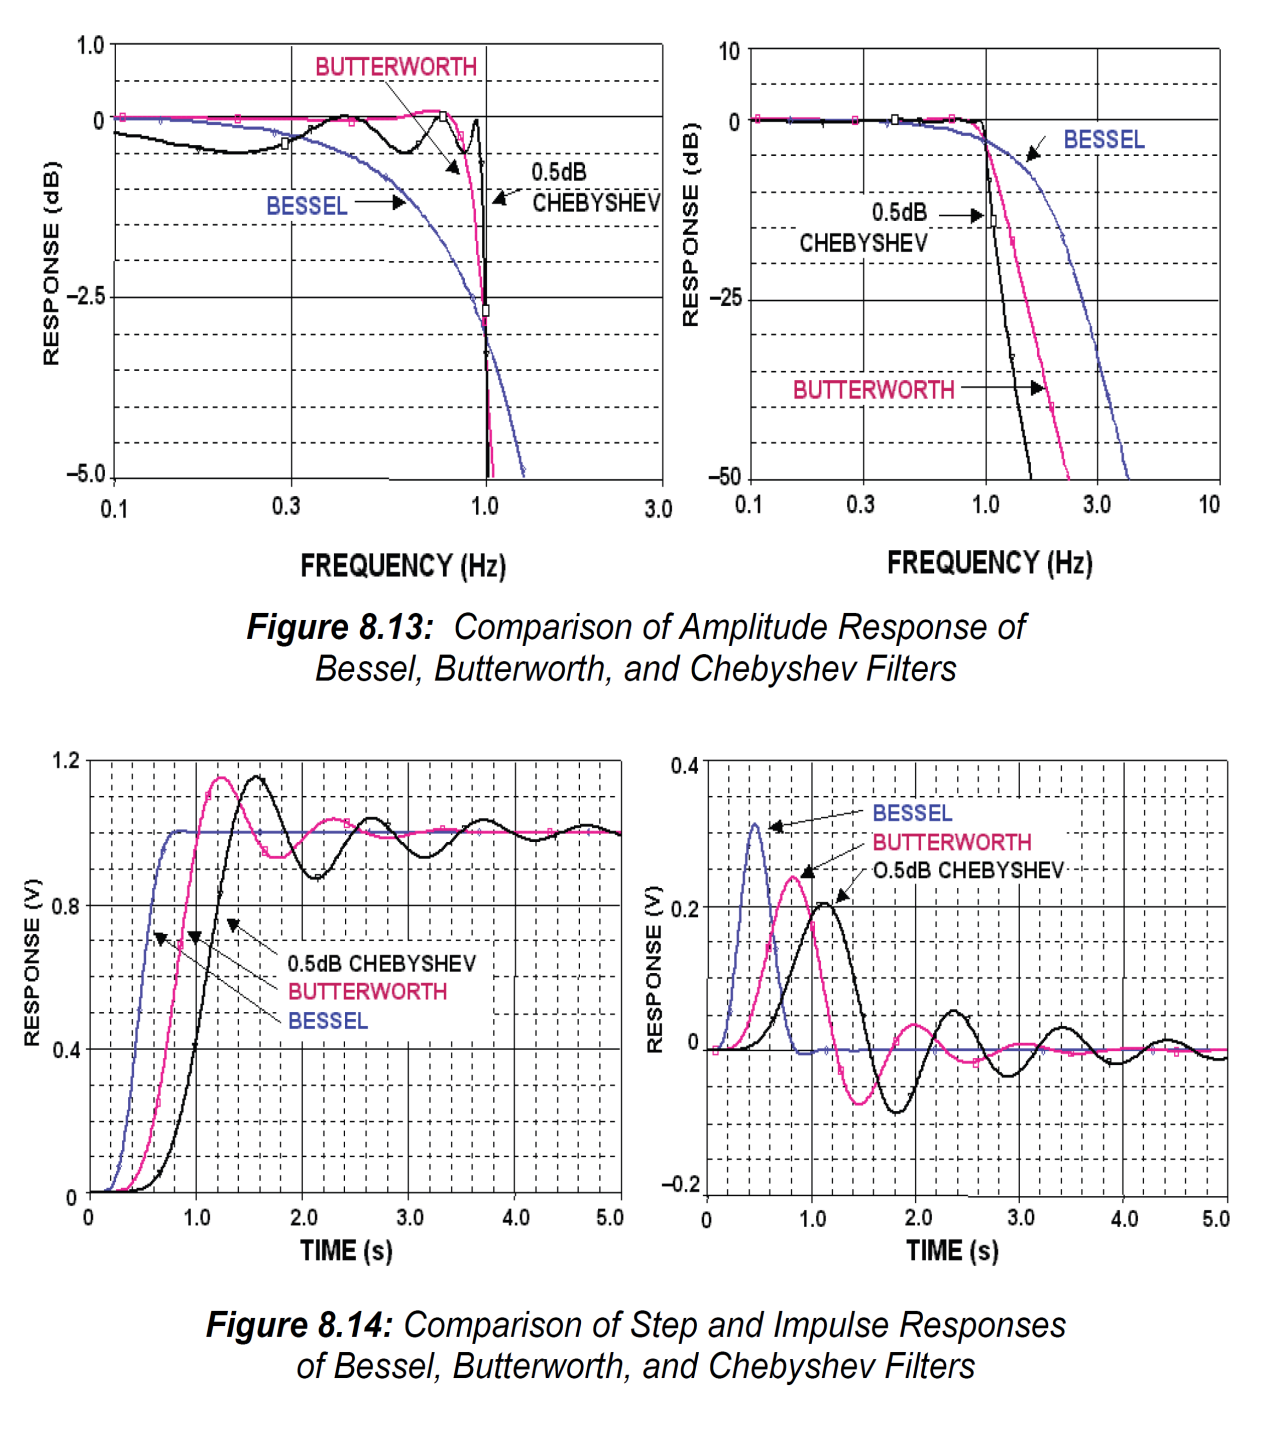 1.0
0
–2.5
–5.0
RESPONSE (dB)
BUTTERWORTH
0.5dB
CHEBYSHEV
BESSEL
0.1
0.3
1.0
3.0
FREQUENCY (Hz)
10
0
–25
–50
RESPONSE (dB)
BESSEL
0.5dB
CHEBYSHEV
BUTTERWORTH
0.1
0.3
1.0
3.0
10
FREQUENCY (Hz)
Figure 8.13: Comparison of Amplitude Response of
Bessel, Butterworth, and Chebyshev Filters
1.2
0.8
0.4
0
RESPONSE (V)
0.5dB CHEBYSHEV
BUTTERWORTH
BESSEL
0
1.0
2.0
3.0
4.0
5.0
TIME (s)
0.4
0.2
0
–0.2
RESPONSE (V)
BESSEL
BUTTERWORTH
O.5dB CHEBYSHEV
0
1.0
2.0
3.0
4.0
5.0
TIME (s)
Figure 8.14: Comparison of Step and Impulse Responses
of Bessel, Butterworth, and Chebyshev Filters